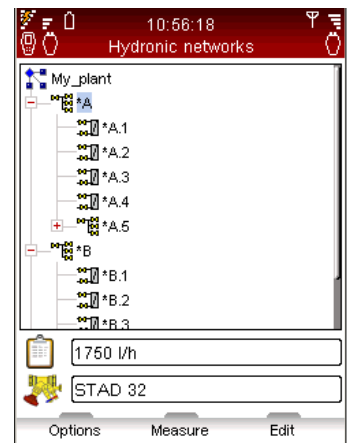 10:56:18
Hydronic networks
My_plant
*A
*A.1
*A.2
*A.3
*A.4
*A.5
*B
*B.1
*B.2
*B.3
1750 l/h
STAD 32
Options Measure Edit